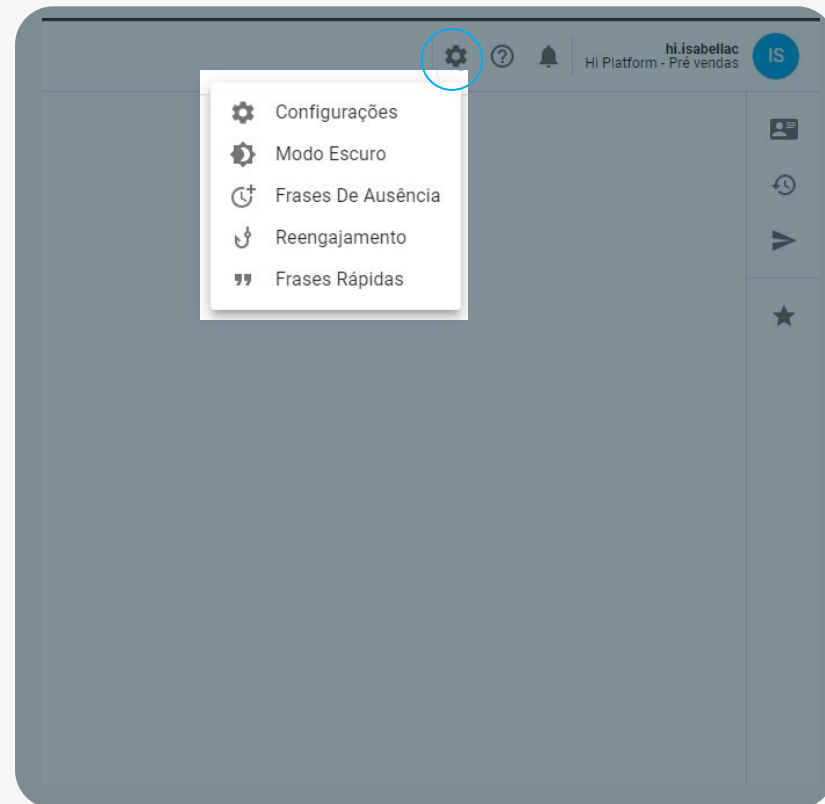 hi.isabellac
Hi Platform - Pré vendas
IS
Configurações
Modo Escuro
Frases De Ausência
Reengajamento
Frases Rápidas